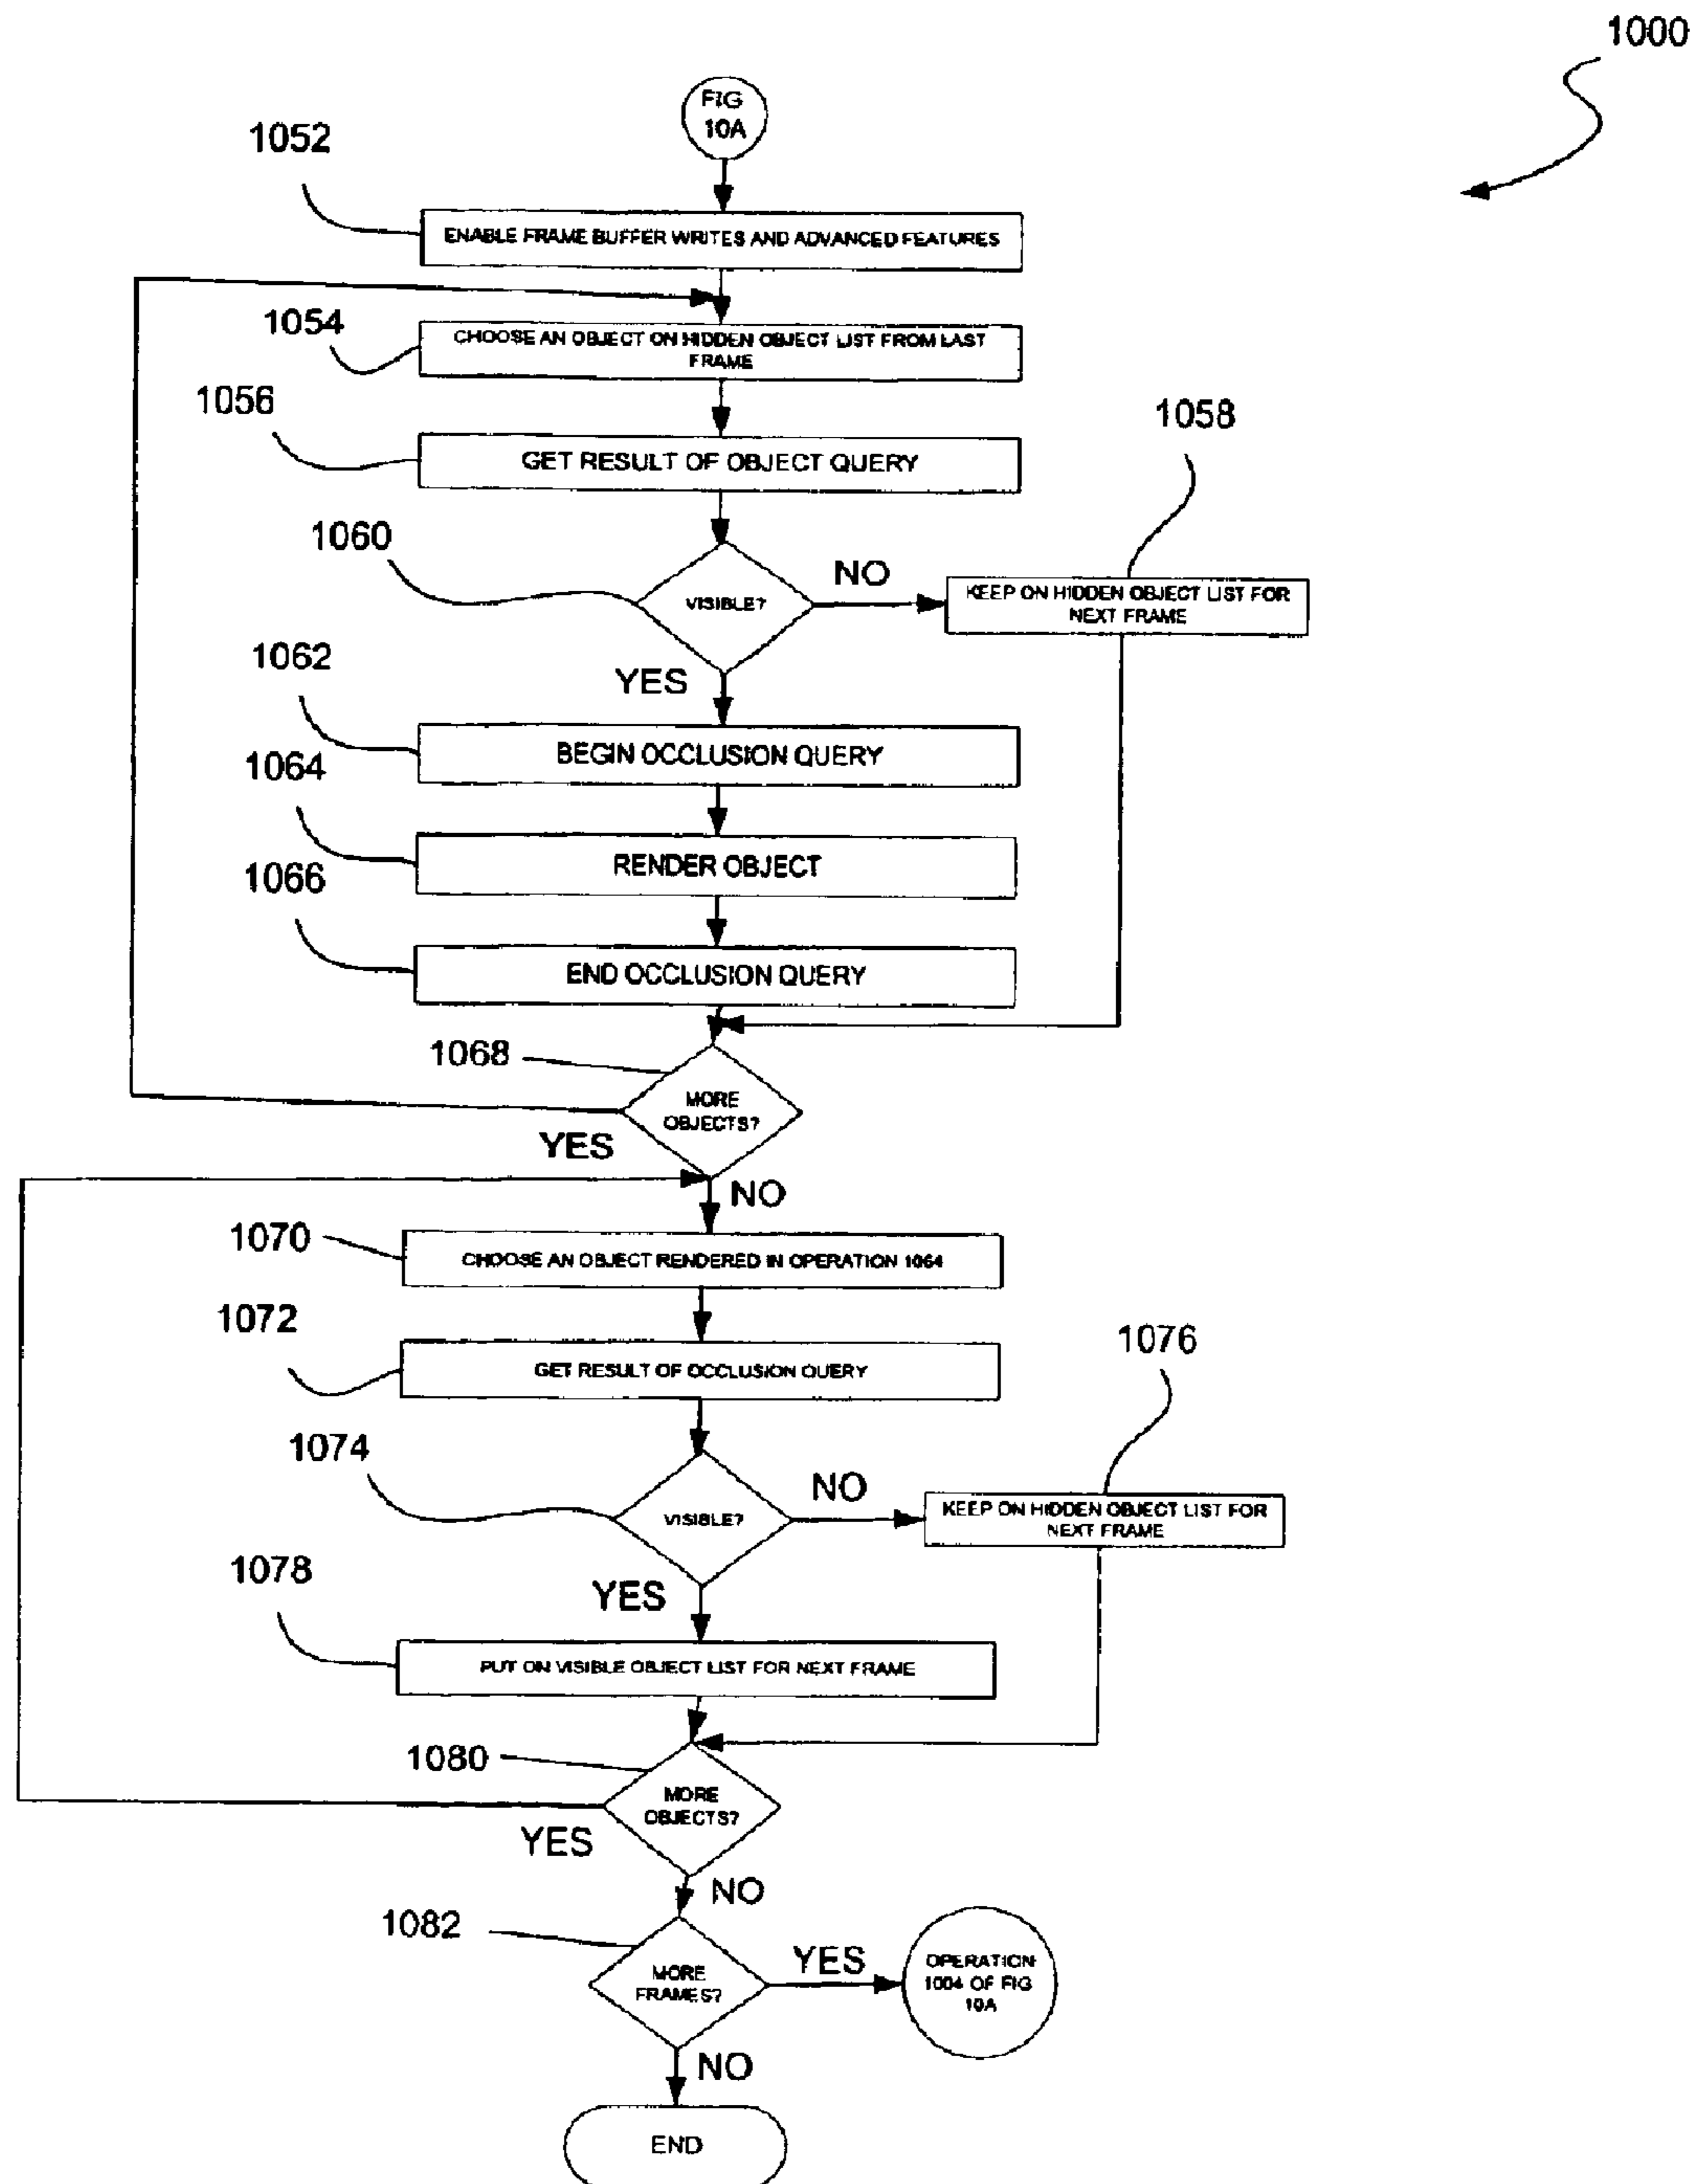 1000
FIG
10A
1052
ENABLE FRAME BUFFER WRITES AND ADVANCED FEATURES
1054
CHOOSE AN OBJECT ON HIDDEN OBJECT LIST FROM LAST
FRAME
1056
GET RESULT OF OBJECT QUERY
1058
1060
VISIBLE?
NO
KEEP ON HIDDEN OBJECT LIST FOR
NEXT FRAME
YES
1062
BEGIN OCCLUSION QUERY
1064
RENDER OBJECT
1066
END OCCLUSION QUERY
1068
MORE
OBJECTS?
YES
NO
1070
CHOOSE AN OBJECT RENDERED IN OPERATION 1064
1072
GET RESULT OF OCCLUSION QUERY
1076
1074
VISIBLE?
NO
KEEP ON HIDDEN OBJECT LIST FOR
NEXT FRAME
YES
1078
PUT ON VISIBLE OBJECT LIST FOR NEXT FRAME
1080
MORE
OBJECTS?
YES
NO
1082
MORE
FRAMES?
YES
OPERATION
1004 OF FIG
10A
NO
END